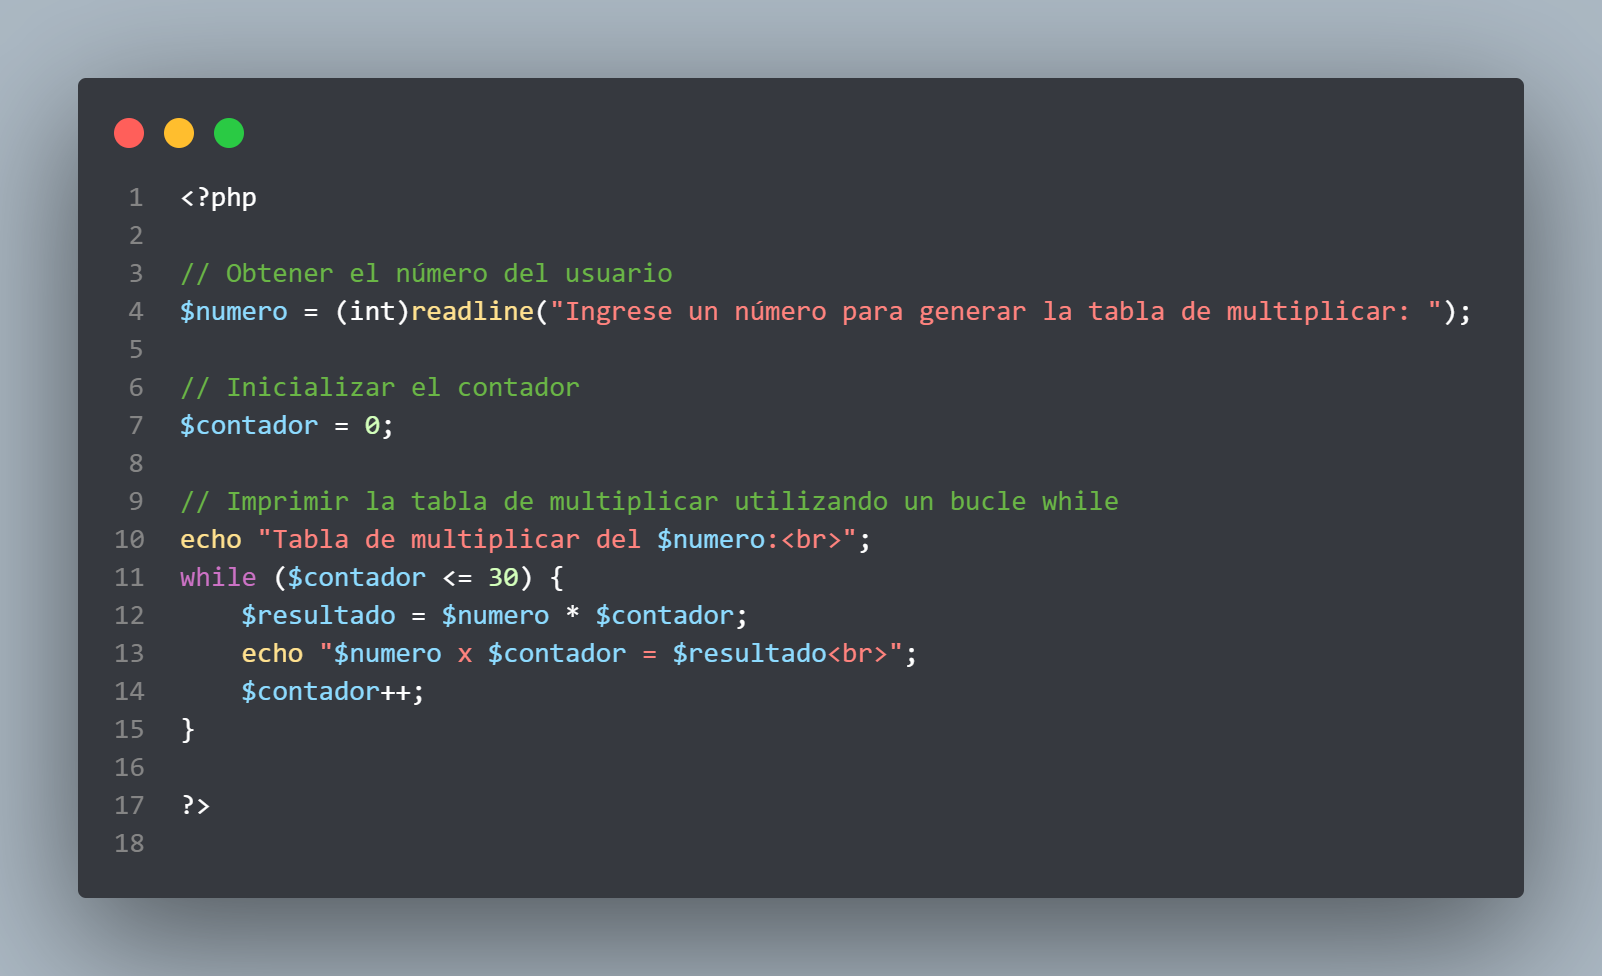 1 <?php
2
3 // Obtener el número del usuario
4 $numero = (int)readline("Ingrese un número para generar la tabla de multiplicar: ");
5
6 // Inicializar el contador
7 $contador = 0;
8
9 // Imprimir la tabla de multiplicar utilizando un bucle while
10 echo "Tabla de multiplicar del $numero:<br>";
11 while ($contador <= 30) {
12     $resultado = $numero * $contador;
13     echo "$numero x $contador = $resultado<br>";
14     $contador++;
15 }
16
17 ?>
18